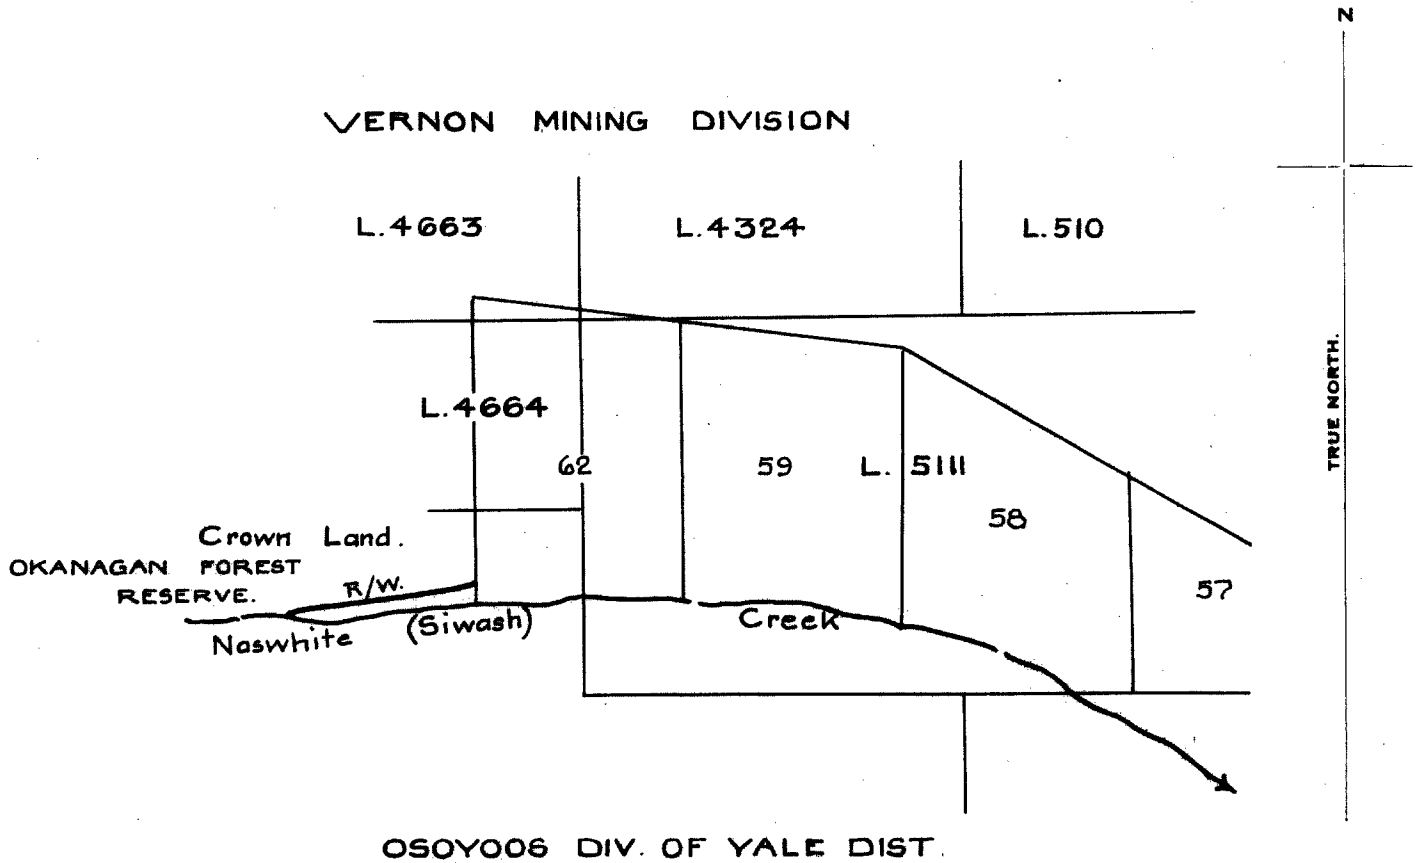 N
VERNON MINING DIVISION
L.4663
L.4324
L.510
TRUE NORTH.
L.4664
62
59
L. 5111
58
57
Crown Land.
OKANAGAN FOREST
RESERVE.
R/W.
Naswhite (Siwash) Creek
OSOYOOS DIV. OF YALE DIST.